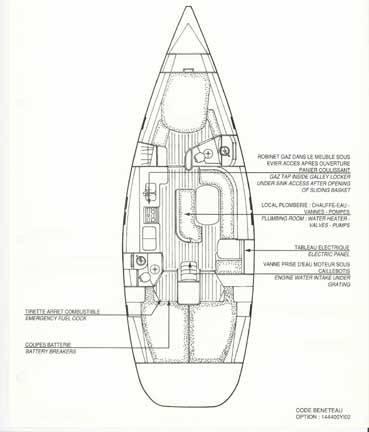 ROBINET GAZ DANS LE MEUBLE SOUS
EVIER ACCES APRES OUVERTURE
PANIER COULISSANT
GAZ TAP INSIDE GALLEY LOCKER
UNDER SINK ACCESS AFTER OPENING
OF SLIDING BASKET
LOCAL PLOMBERIE : CHAUFFE-EAU -
VANNES - POMPES
PLUMBING ROOM : WATER HEATER -
VALVES - PUMPS
TABLEAU ELECTRIQUE
ELECTRIC PANEL
VANNE PRISE D'EAU MOTEUR SOUS
CAILLEBOTIS
ENGINE WATER INTAKE UNDER
GRATING
TIRETTE ARRET COMBUSTIBLE
EMERGENCY FUEL COCK
COUPES BATTERIE
BATTERY BREAKERS
CODE BENETEAU
OPTION : 144400YI02